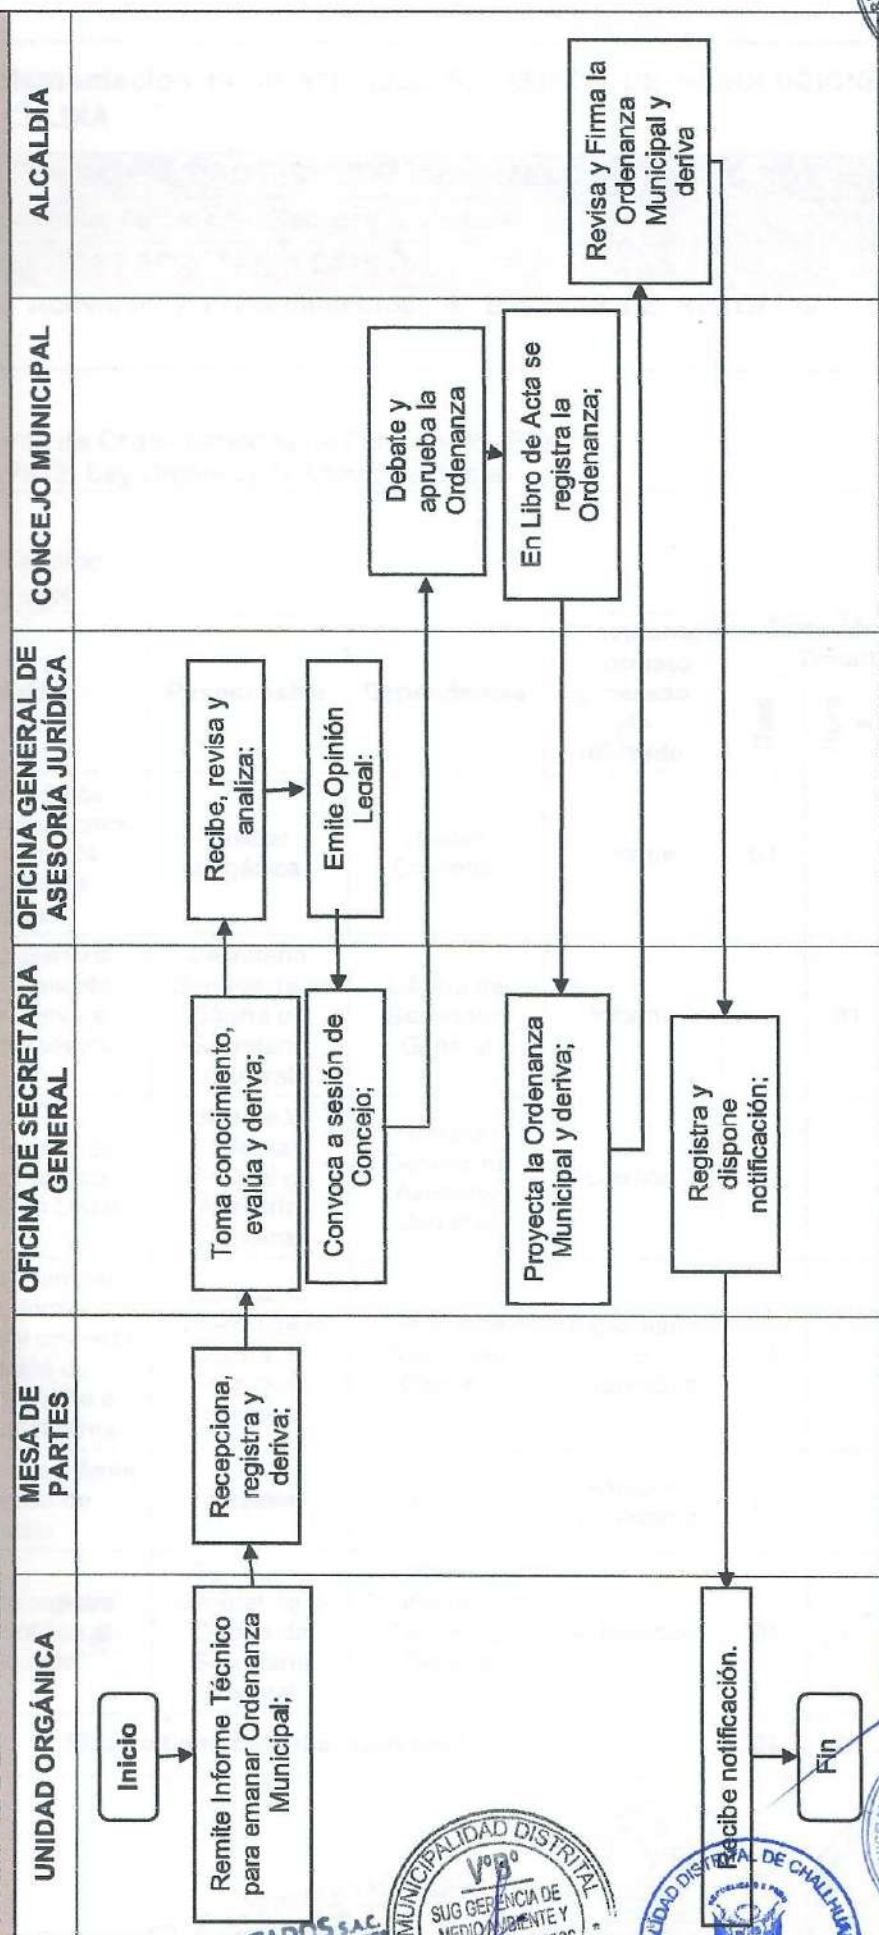 UNIDAD ORGÁNICA
MESA DE
PARTES
OFICINA DE SECRETARIA
GENERAL
OFICINA GENERAL DE
ASESORÍA JURÍDICA
CONCEJO MUNICIPAL
ALCALDÍA
Inicio
Remite Informe Técnico
para emanar Ordenanza
Municipal;
Recepciona,
registra y
deriva;
Toma conocimiento,
evalúa y deriva;
Recibe, revisa y
analiza;
Emite Opinión
Legal;
Convoca a sesión de
Concejo;
Debate y
aprueba la
Ordenanza
En Libro de Acta se
registra la
Ordenanza;
Proyecta la Ordenanza
Municipal y deriva;
Revisa y Firma la
Ordenanza
Municipal y
deriva
Registra y
dispone
notificación;
Recibe notificación.
Fin
MUNICIPALIDAD DISTRITAL
V°B°
SUG GERENCIA DE
MEDIO AMBIENTE Y
DISTRITAL DE